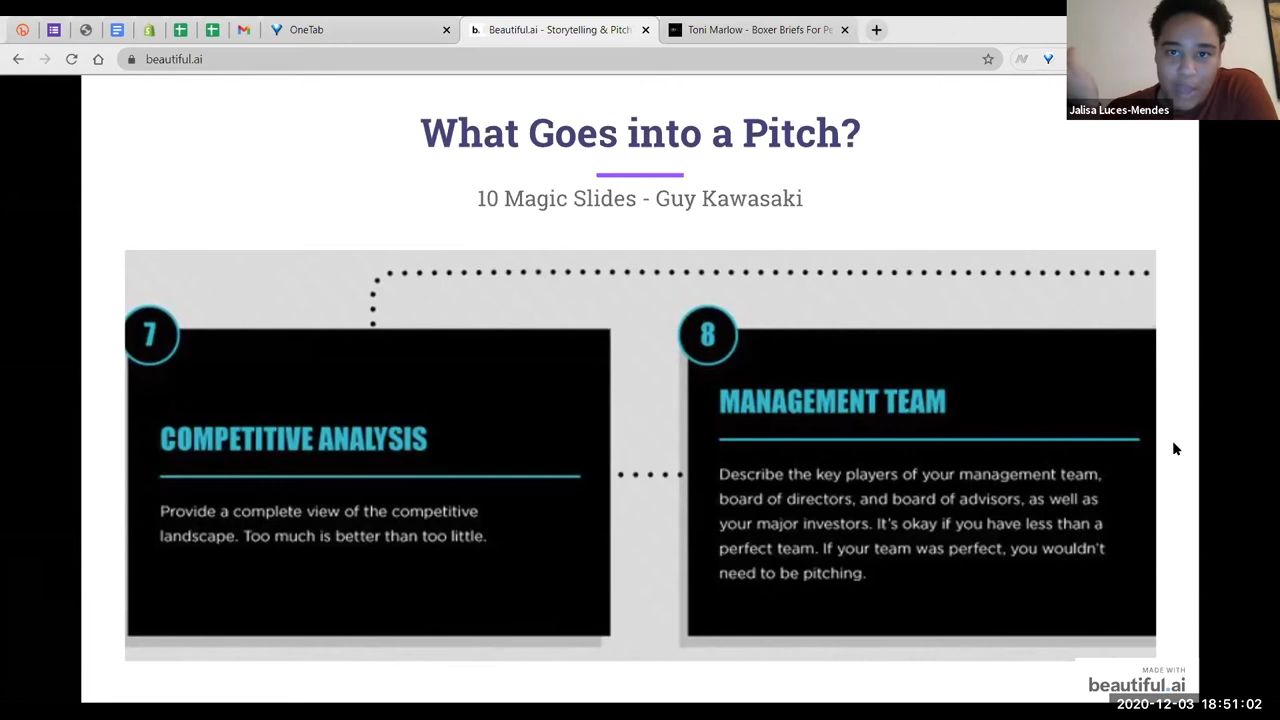 OneTab
Beautiful.ai - Storytelling & Pitch
Toni Marlow - Boxer Briefs For Pe
beautiful.ai
Jalisa Luces-Mendes
What Goes into a Pitch?
10 Magic Slides - Guy Kawasaki
7
COMPETITIVE ANALYSIS
Provide a complete view of the competitive
landscape. Too much is better than too little.
8
MANAGEMENT TEAM
Describe the key players of your management team,
board of directors, and board of advisors, as well as
your major investors. It's okay if you have less than a
perfect team. If your team was perfect, you wouldn't
need to be pitching.
MADE WITH
beautiful.ai
2020-12-03 18:51:02